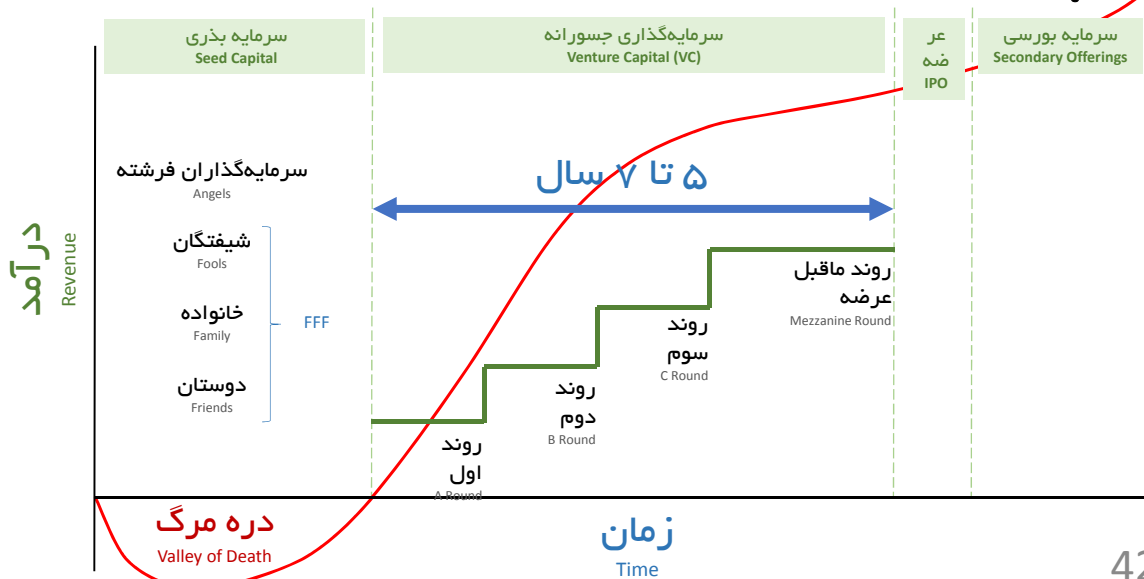 سرمایه بذری
Seed Capital
سرمایه‌گذاری جسورانه
Venture Capital (VC)
عر
ضه
IPO
سرمایه بورسی
Secondary Offerings
سرمایه‌گذاران فرشته
Angels
شیفتگان
Fools
خانواده
Family
دوستان
Friends
FFF
۵ تا ۷ سال
روند
اول
A Round
روند
دوم
B Round
روند
سوم
C Round
روند ماقبل
عرضه
Mezzanine Round
درآمد
Revenue
دره مرگ
Valley of Death
زمان
Time
42